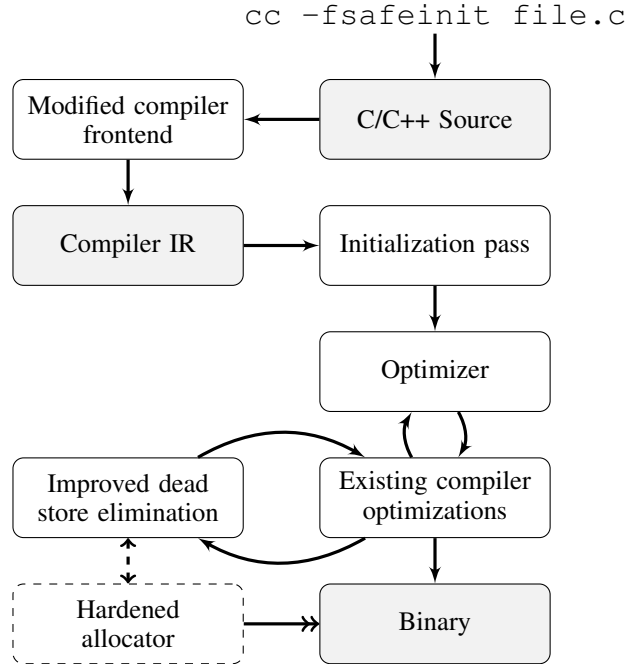 cc -fsafeinit file.c
Modified compiler
frontend
C/C++ Source
Compiler IR
Initialization pass
Optimizer
Improved dead
store elimination
Existing compiler
optimizations
Hardened
allocator
Binary